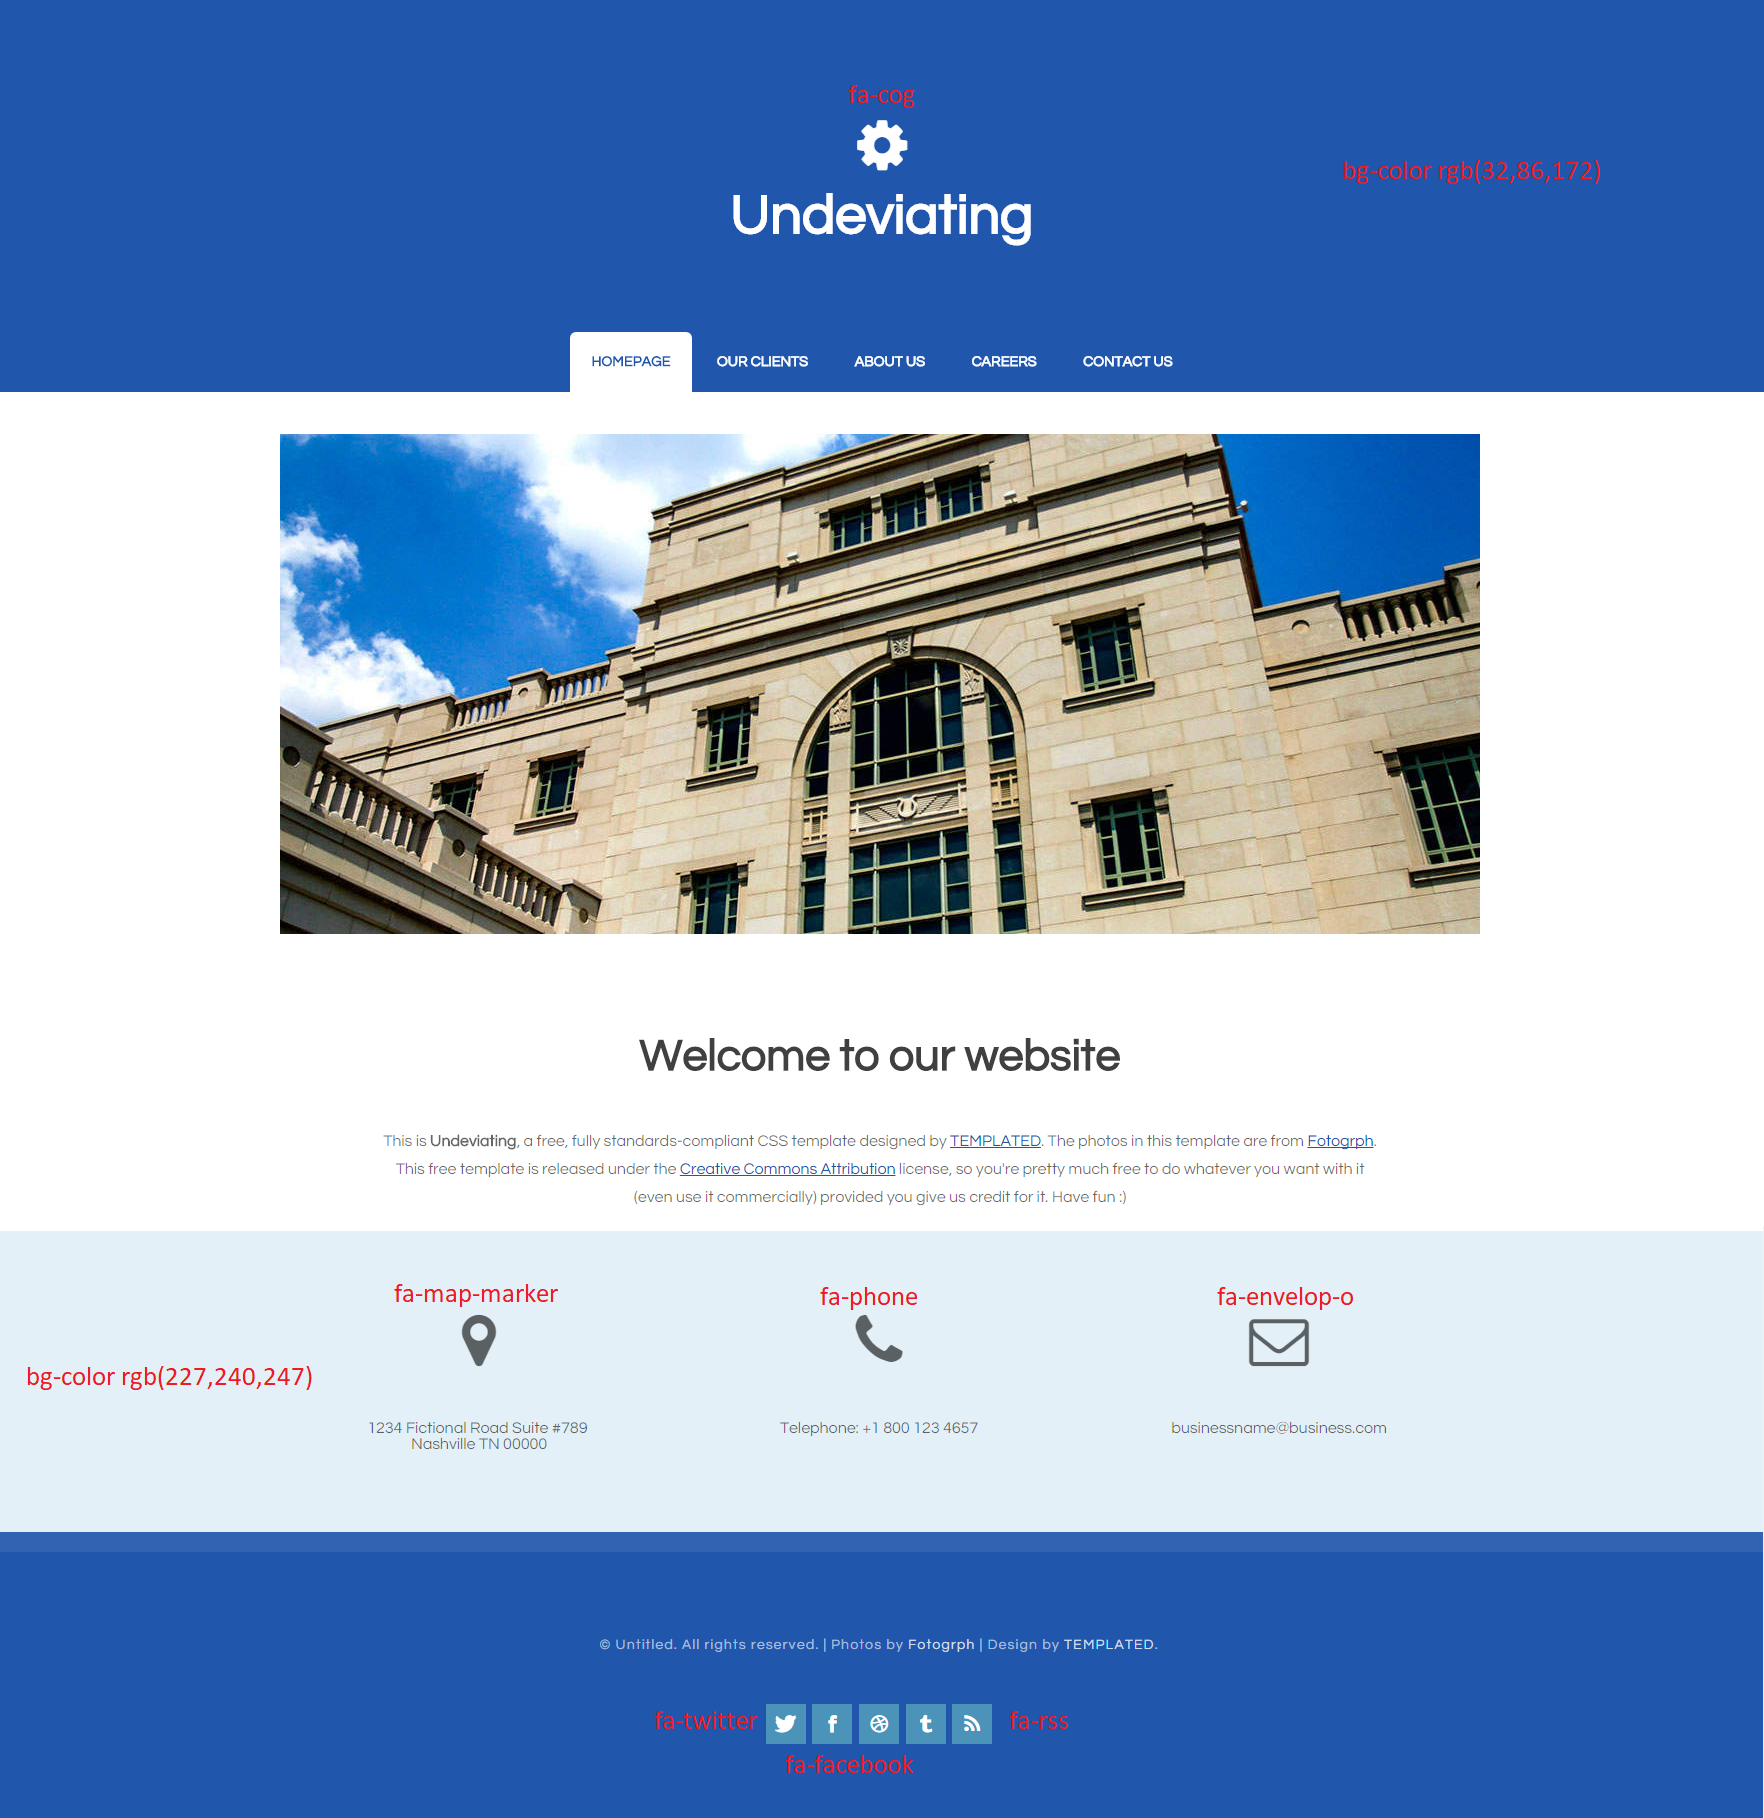 fa-cog
bg-color rgb(32,86,172)
Undeviating
HOMEPAGE OUR CLIENTS ABOUT US CAREERS CONTACT US
Welcome to our website
This is Undeviating, a free, fully standards-compliant CSS template designed by TEMPLATED. The photos in this template are from Fotogrph.
This free template is released under the Creative Commons Attribution license, so you're pretty much free to do whatever you want with it
(even use it commercially) provided you give us credit for it. Have fun :)
fa-map-marker fa-phone fa-envelop-o
bg-color rgb(227,240,247)
1234 Fictional Road Suite #789 Telephone: +1 800 123 4657 businessname@business.com
Nashville TN 00000
© Untitled. All rights reserved. | Photos by Fotogrph | Design by TEMPLATED.
fa-twitter fa-rss
fa-facebook